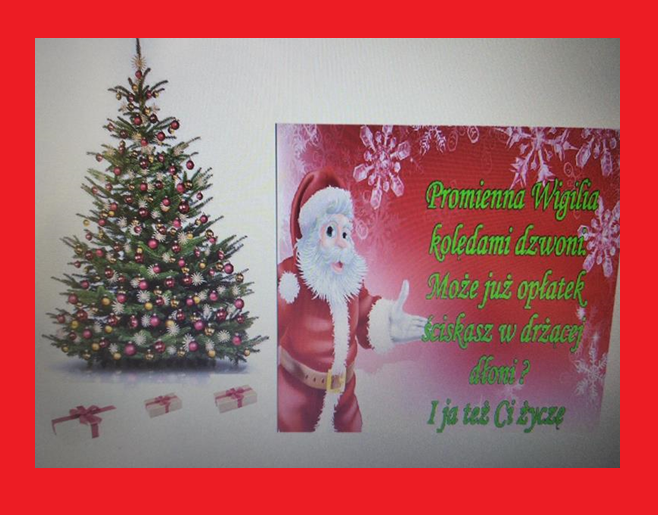 Promienna Wigilia
kolędami dzwoni.
Może już opłatek
ściskasz w drżącej
dłoni ?
I ja też Ci życzę